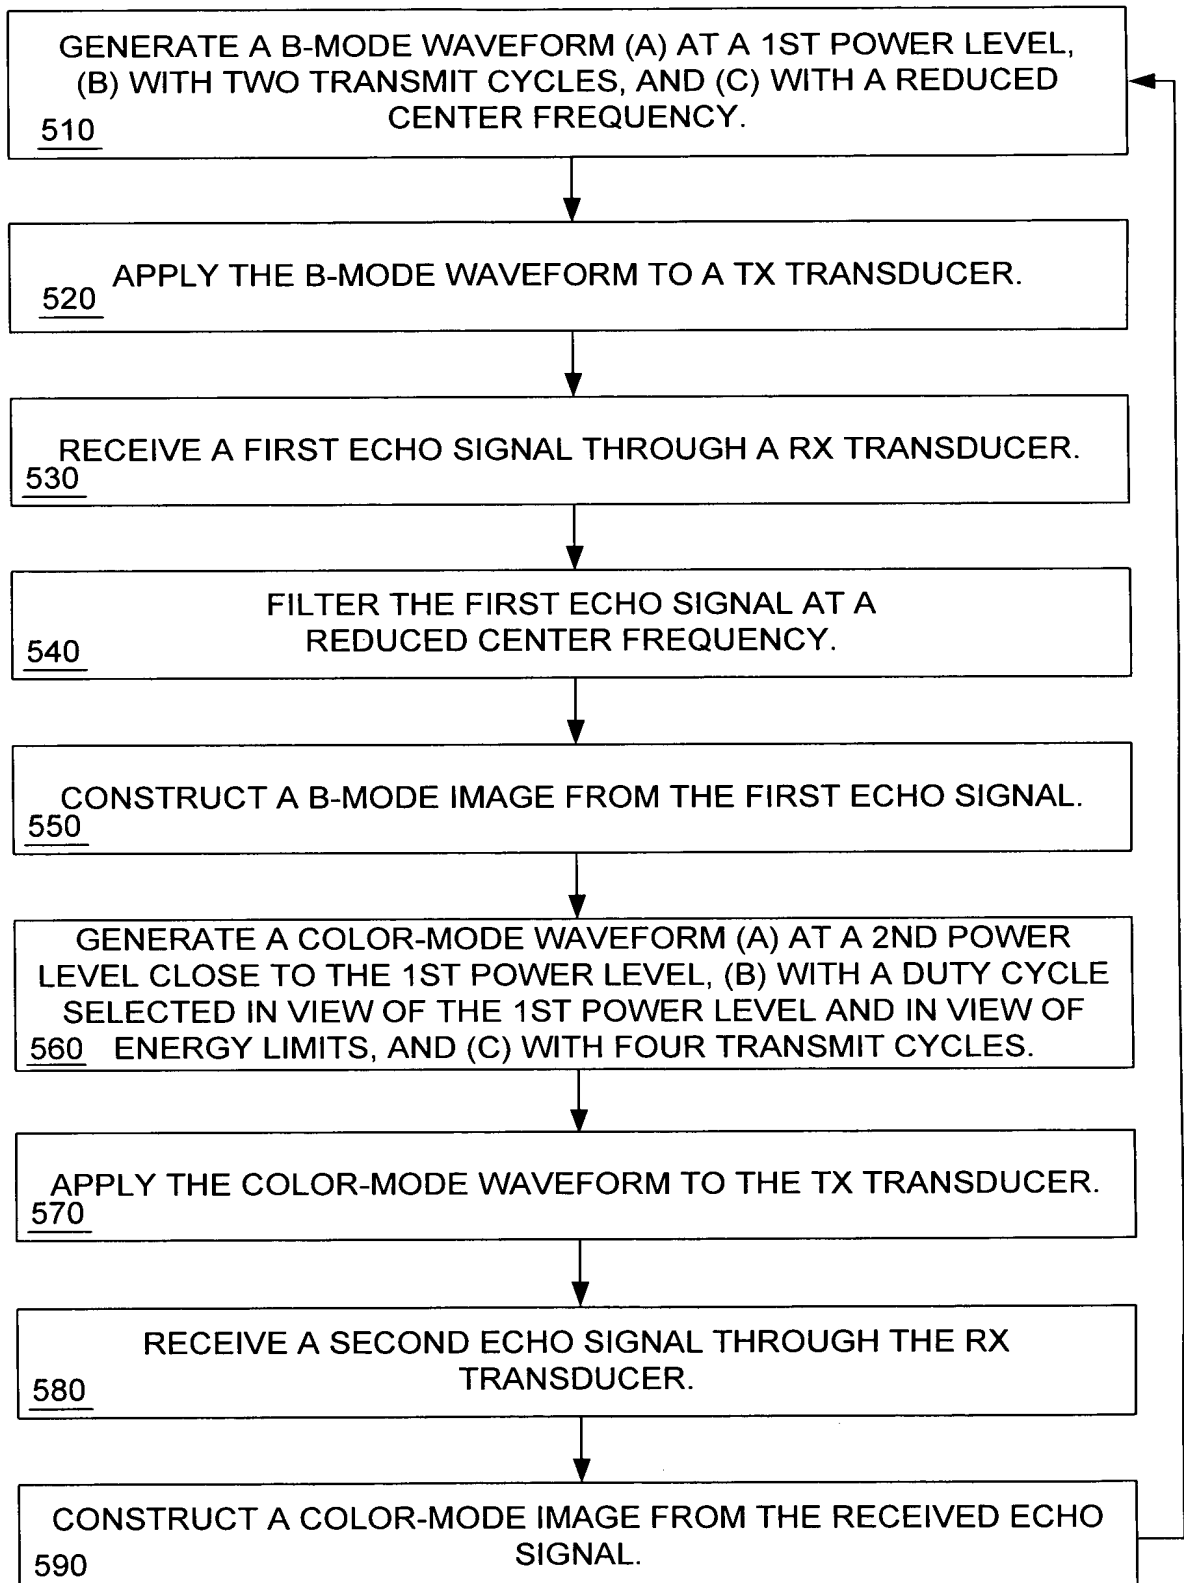 GENERATE A B-MODE WAVEFORM (A) AT A 1ST POWER LEVEL,
(B) WITH TWO TRANSMIT CYCLES, AND (C) WITH A REDUCED
CENTER FREQUENCY.
510
APPLY THE B-MODE WAVEFORM TO A TX TRANSDUCER.
520
RECEIVE A FIRST ECHO SIGNAL THROUGH A RX TRANSDUCER.
530
FILTER THE FIRST ECHO SIGNAL AT A
REDUCED CENTER FREQUENCY.
540
CONSTRUCT A B-MODE IMAGE FROM THE FIRST ECHO SIGNAL.
550
GENERATE A COLOR-MODE WAVEFORM (A) AT A 2ND POWER
LEVEL CLOSE TO THE 1ST POWER LEVEL, (B) WITH A DUTY CYCLE
SELECTED IN VIEW OF THE 1ST POWER LEVEL AND IN VIEW OF
560 ENERGY LIMITS, AND (C) WITH FOUR TRANSMIT CYCLES.
APPLY THE COLOR-MODE WAVEFORM TO THE TX TRANSDUCER.
570
RECEIVE A SECOND ECHO SIGNAL THROUGH THE RX
TRANSDUCER.
580
CONSTRUCT A COLOR-MODE IMAGE FROM THE RECEIVED ECHO
SIGNAL.
590